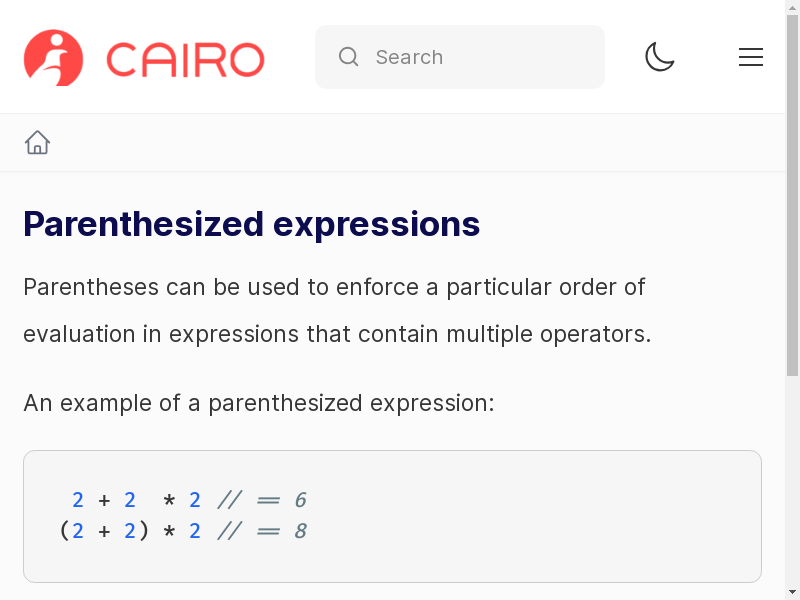 CAIRO
Search
Parenthesized expressions
Parentheses can be used to enforce a particular order of
evaluation in expressions that contain multiple operators.
An example of a parenthesized expression:
2 + 2  * 2 // == 6
(2 + 2) * 2 // == 8